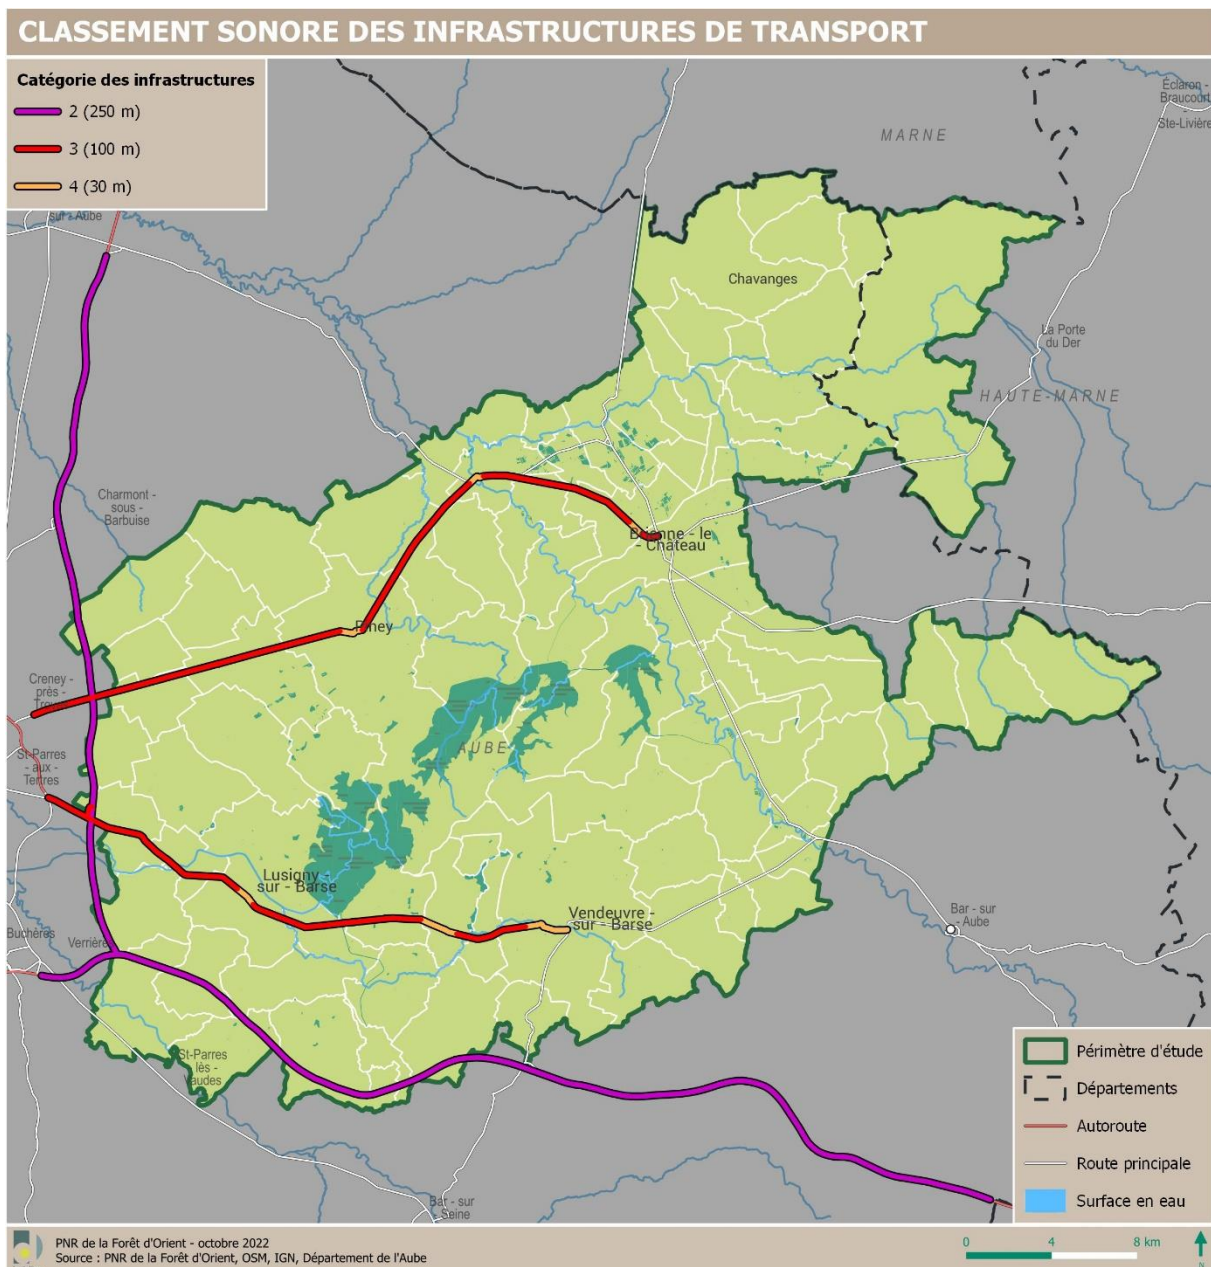 CLASSEMENT SONORE DES INFRASTRUCTURES DE TRANSPORT
Catégorie des infrastructures
2 (250 m)
3 (100 m)
4 (30 m)
Éclaron -
Braucourt
-
Ste-Livière
MARNE
sur - Aube
Chavanges
La Porte
du Der
HAUTE-MARNE
Charmont -
sous -
Barbuise
Brienne - le
- Château
Piney
Creney -
près -
Troyes
AUBE
St-Parres
- aux -
Tertres
Lusigny -
sur - Barse
Vendeuvre -
sur - Barse
Bar - sur
- Aube
Buchères
Verrières
St-Parres
lès -
Vaudes
Bar - sur
- Seine
Périmètre d'étude
Départements
Autoroute
Route principale
Surface en eau
PNR de la Forêt d'Orient - octobre 2022
Source : PNR de la Forêt d'Orient, OSM, IGN, Département de l'Aube
0 4 8 km
N